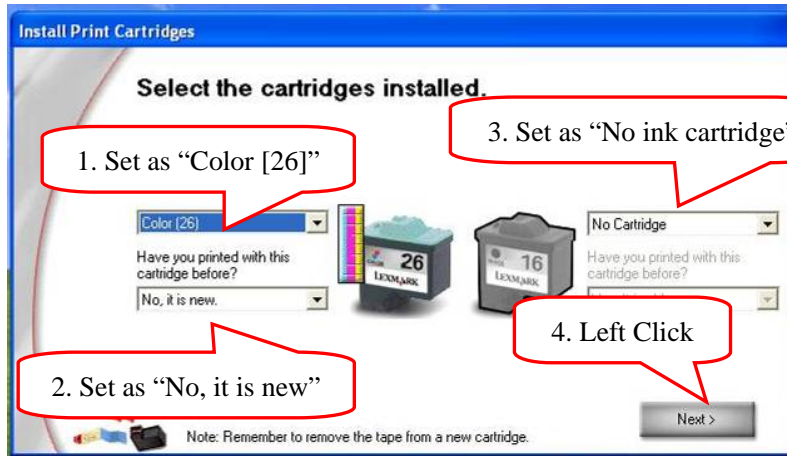 Install Print Cartridges
Select the cartridges installed.
3. Set as “No ink cartridge”
1. Set as “Color [26]”
Color (26)
No Cartridge
Have you printed with this
cartridge before?
Have you printed with this
cartridge before?
No, it is new.
26
LEXMARK
16
LEXMARK
4. Left Click
2. Set as “No, it is new”
Next >
Note: Remember to remove the tape from a new cartridge.